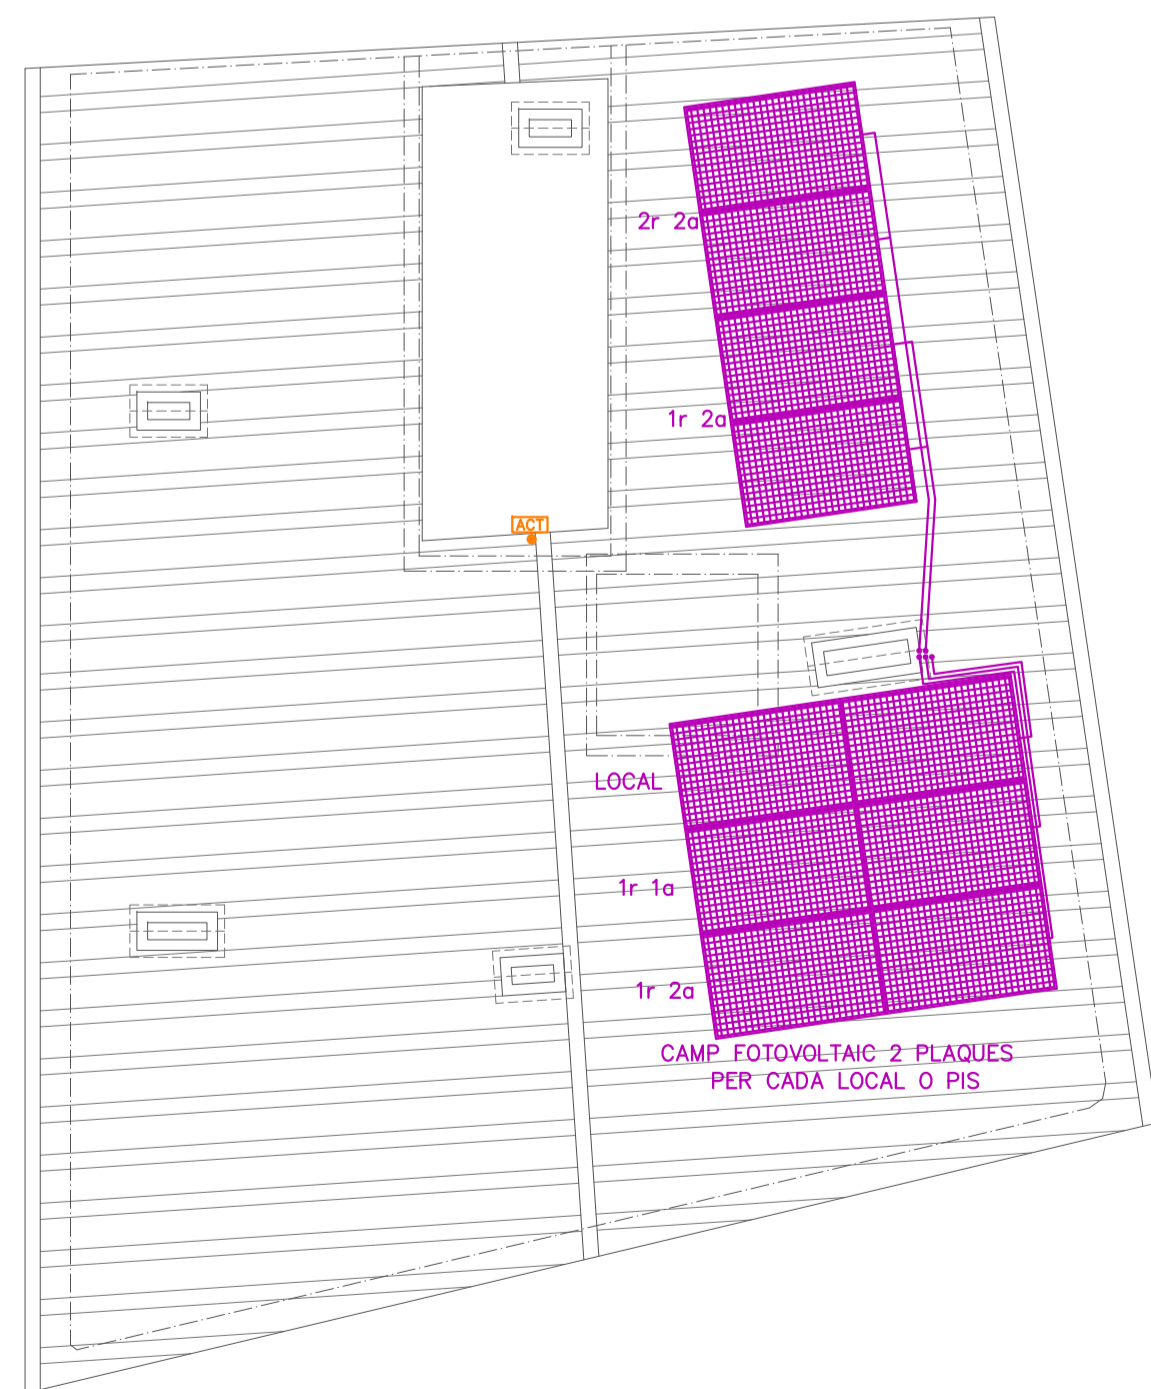 2r 2a
1r 2a
ACT
LOCAL
1r 1a
1r 2a
CAMP FOTOVOLTAIC 2 PLAQUES
PER CADA LOCAL O PIS